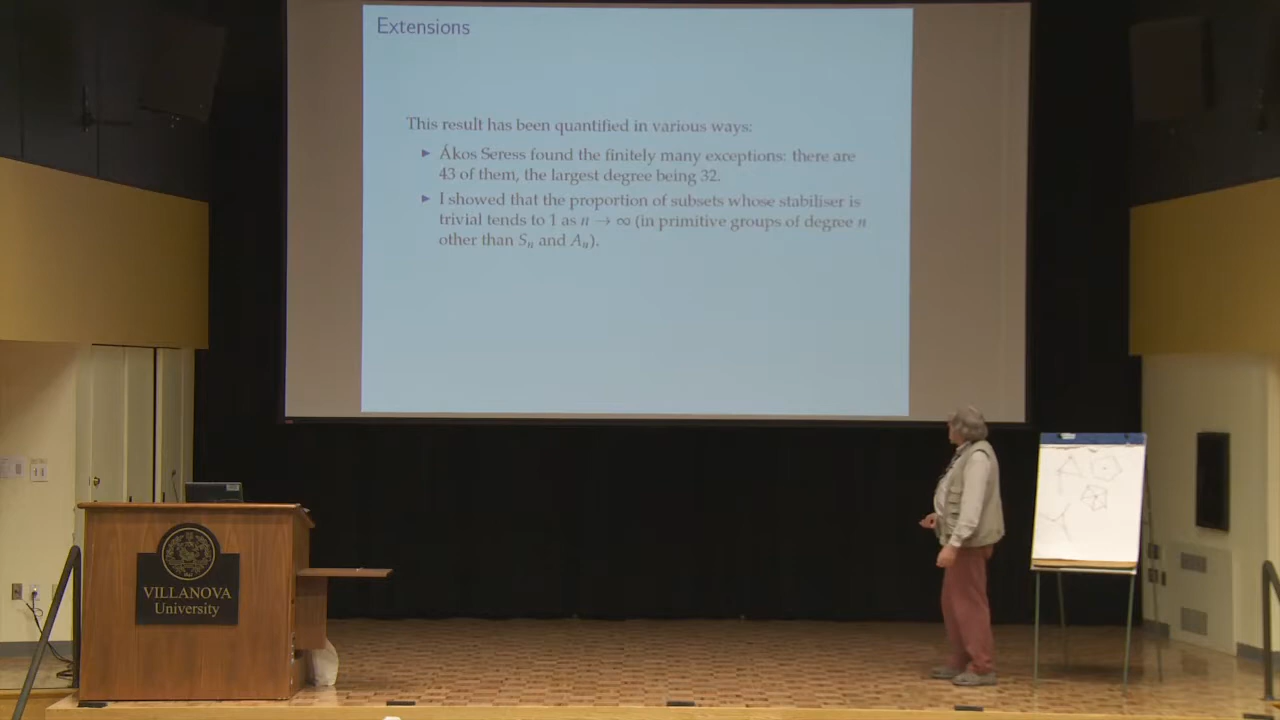 Extensions
This result has been quantified in various ways:
▶ Ákos Seress found the finitely many exceptions: there are
43 of them, the largest degree being 32.
▶ I showed that the proportion of subsets whose stabiliser is
trivial tends to 1 as n → ∞ (in primitive groups of degree n
other than Sₙ and Aₙ).
VILLANOVA
University